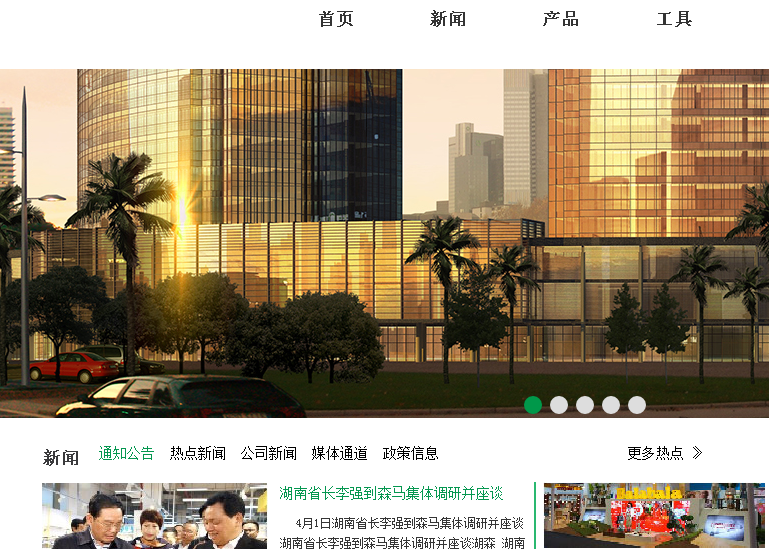 首页 新闻 产品 工具
新闻 通知公告 热点新闻 公司新闻 媒体通道 政策信息 更多热点 »
湖南省长李强到森马集体调研并座谈
4月1日湖南省长李强到森马集体调研并座谈
湖南省长李强到森马集体调研并座谈湖森 湖南
Balabala